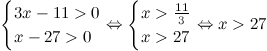 {3x − 11 > 0 ⇔ {x > 11/3 ⇔ x > 27
x − 27 > 0 x > 27